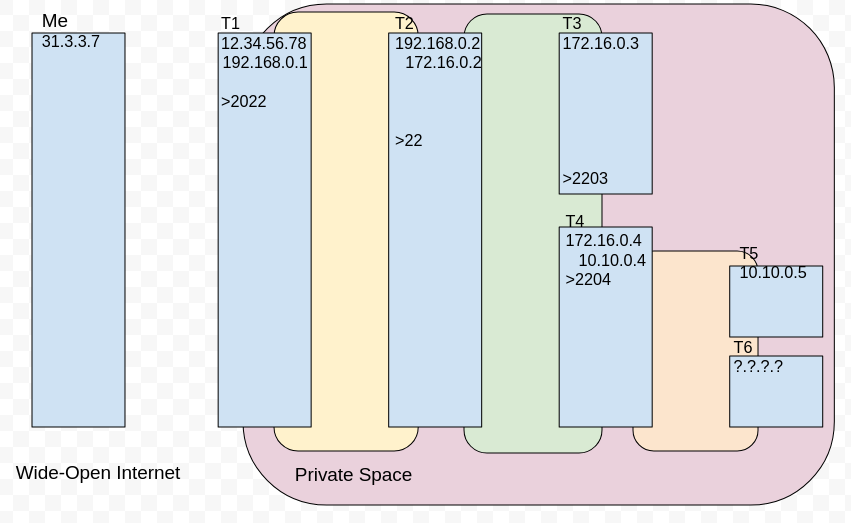 Me
31.3.3.7
T1
12.34.56.78
192.168.0.1
>2022
T2
192.168.0.2
172.16.0.2
>22
T3
172.16.0.3
>2203
T4
172.16.0.4
10.10.0.4
>2204
T5
10.10.0.5
T6
?.?.?.?
Wide-Open Internet
Private Space